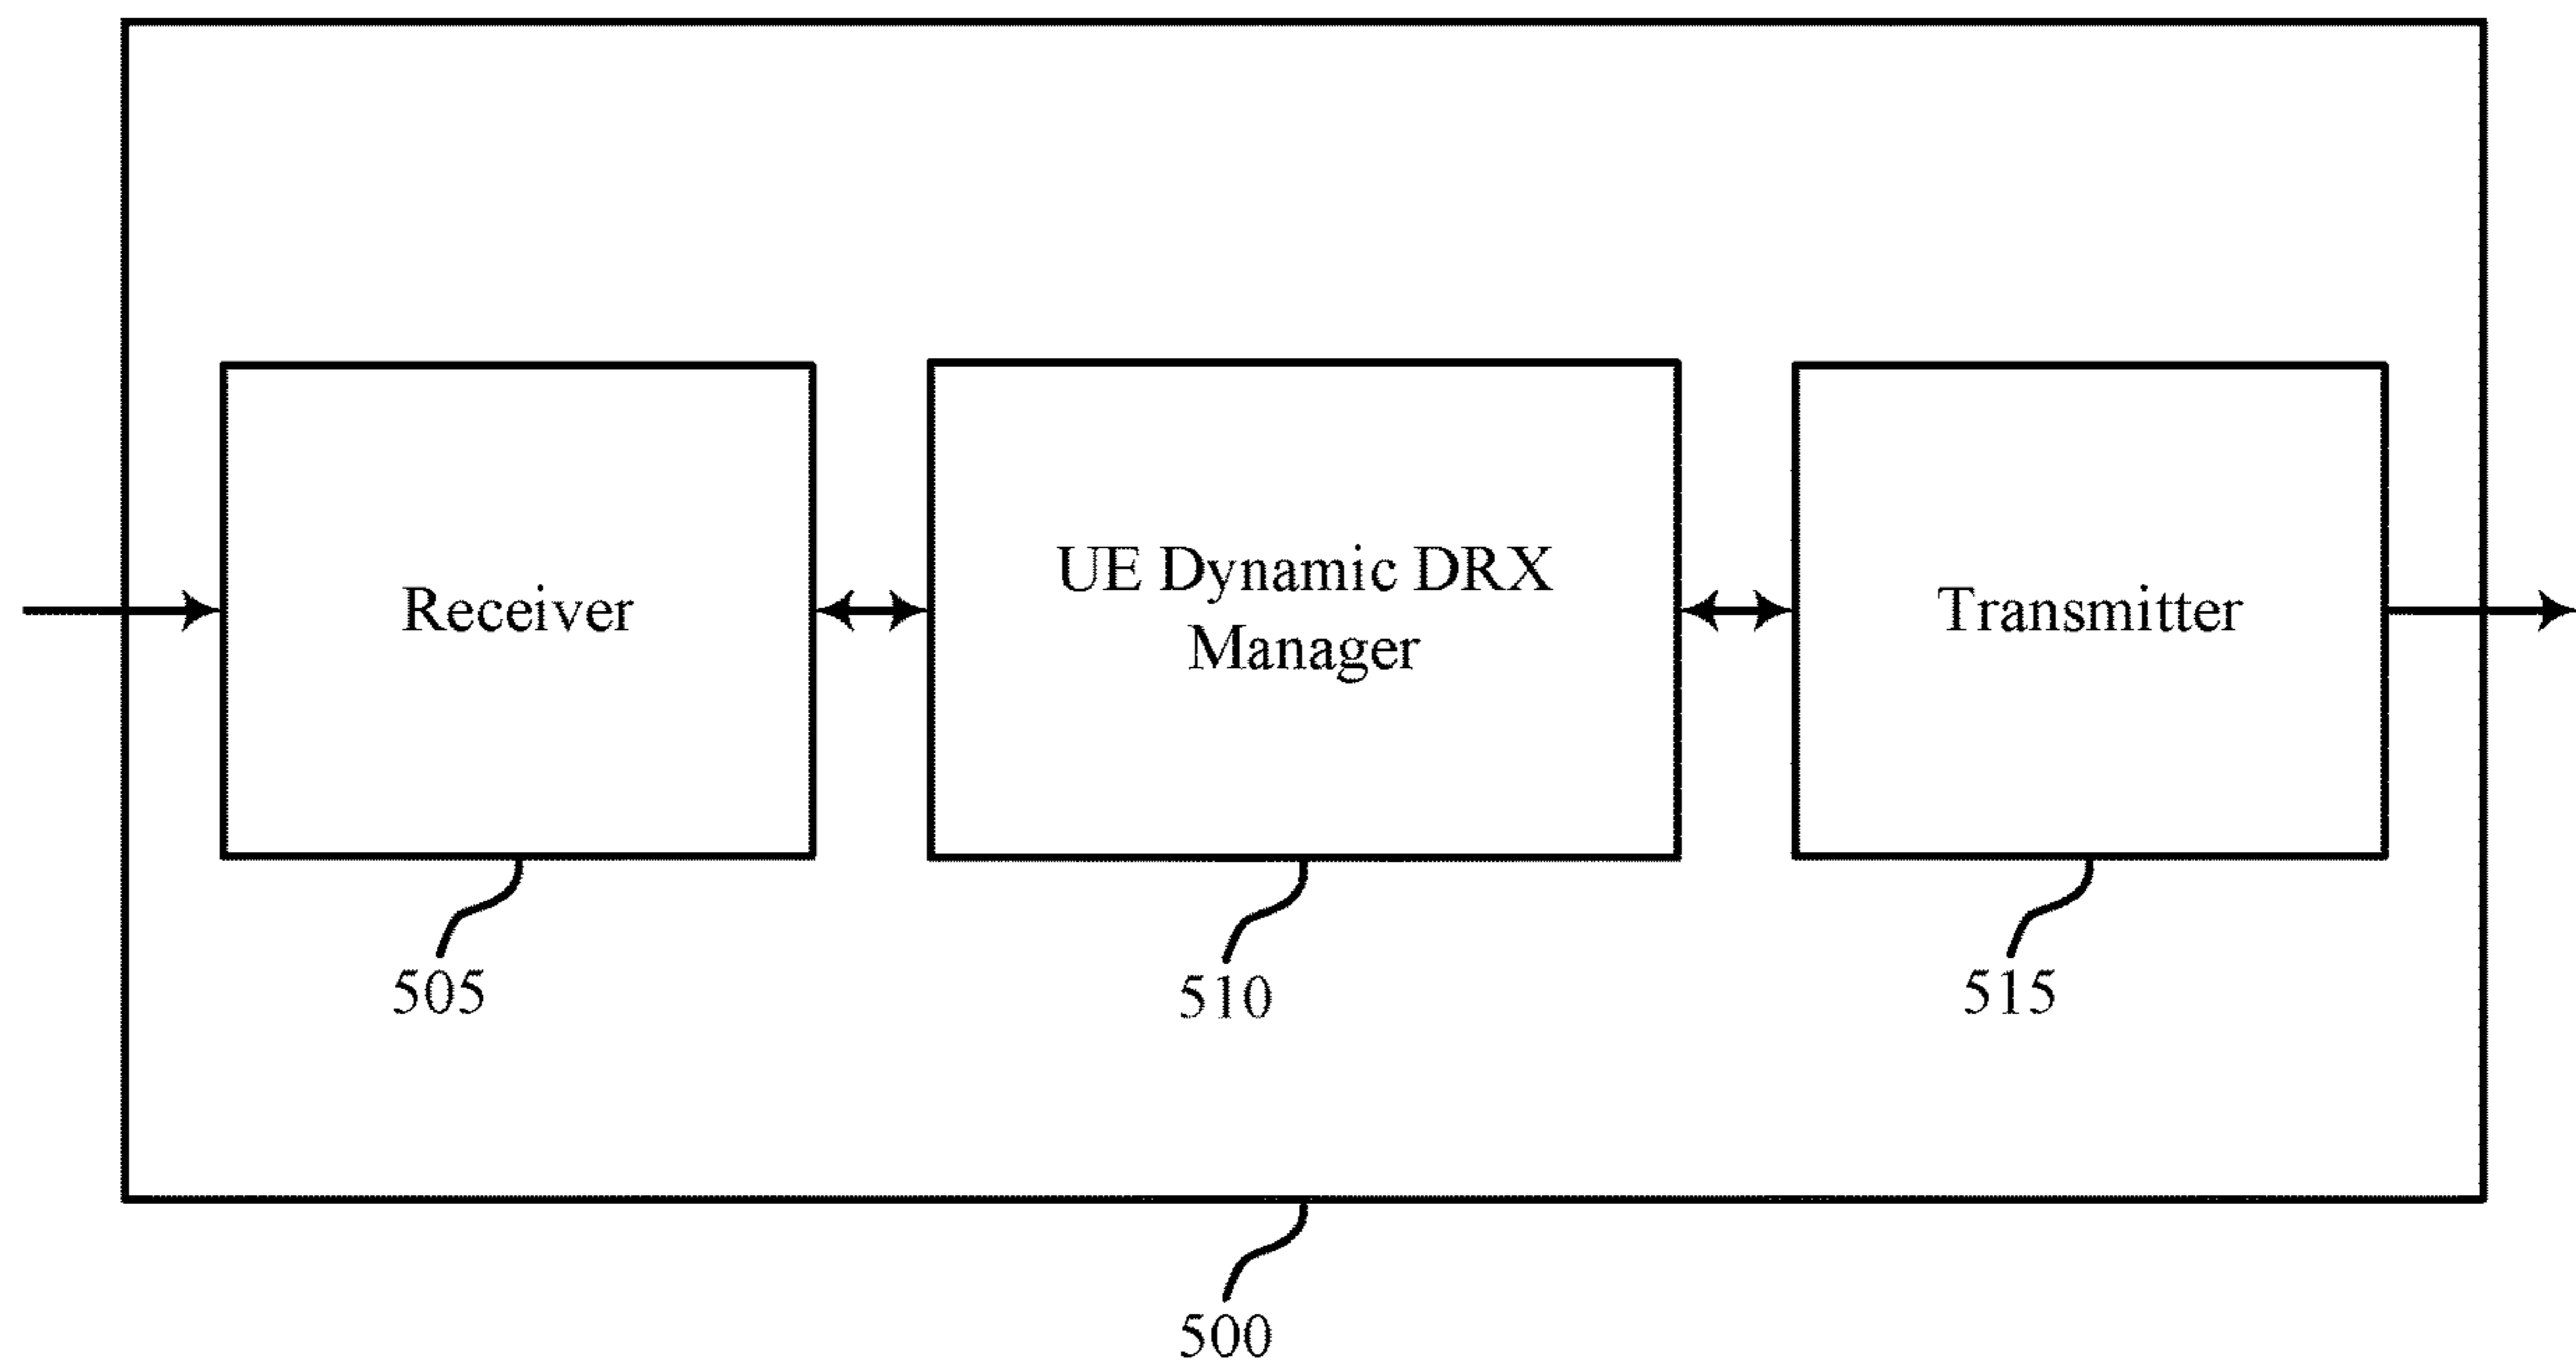 Receiver
UE Dynamic DRX
Manager
Transmitter
505
510
515
500